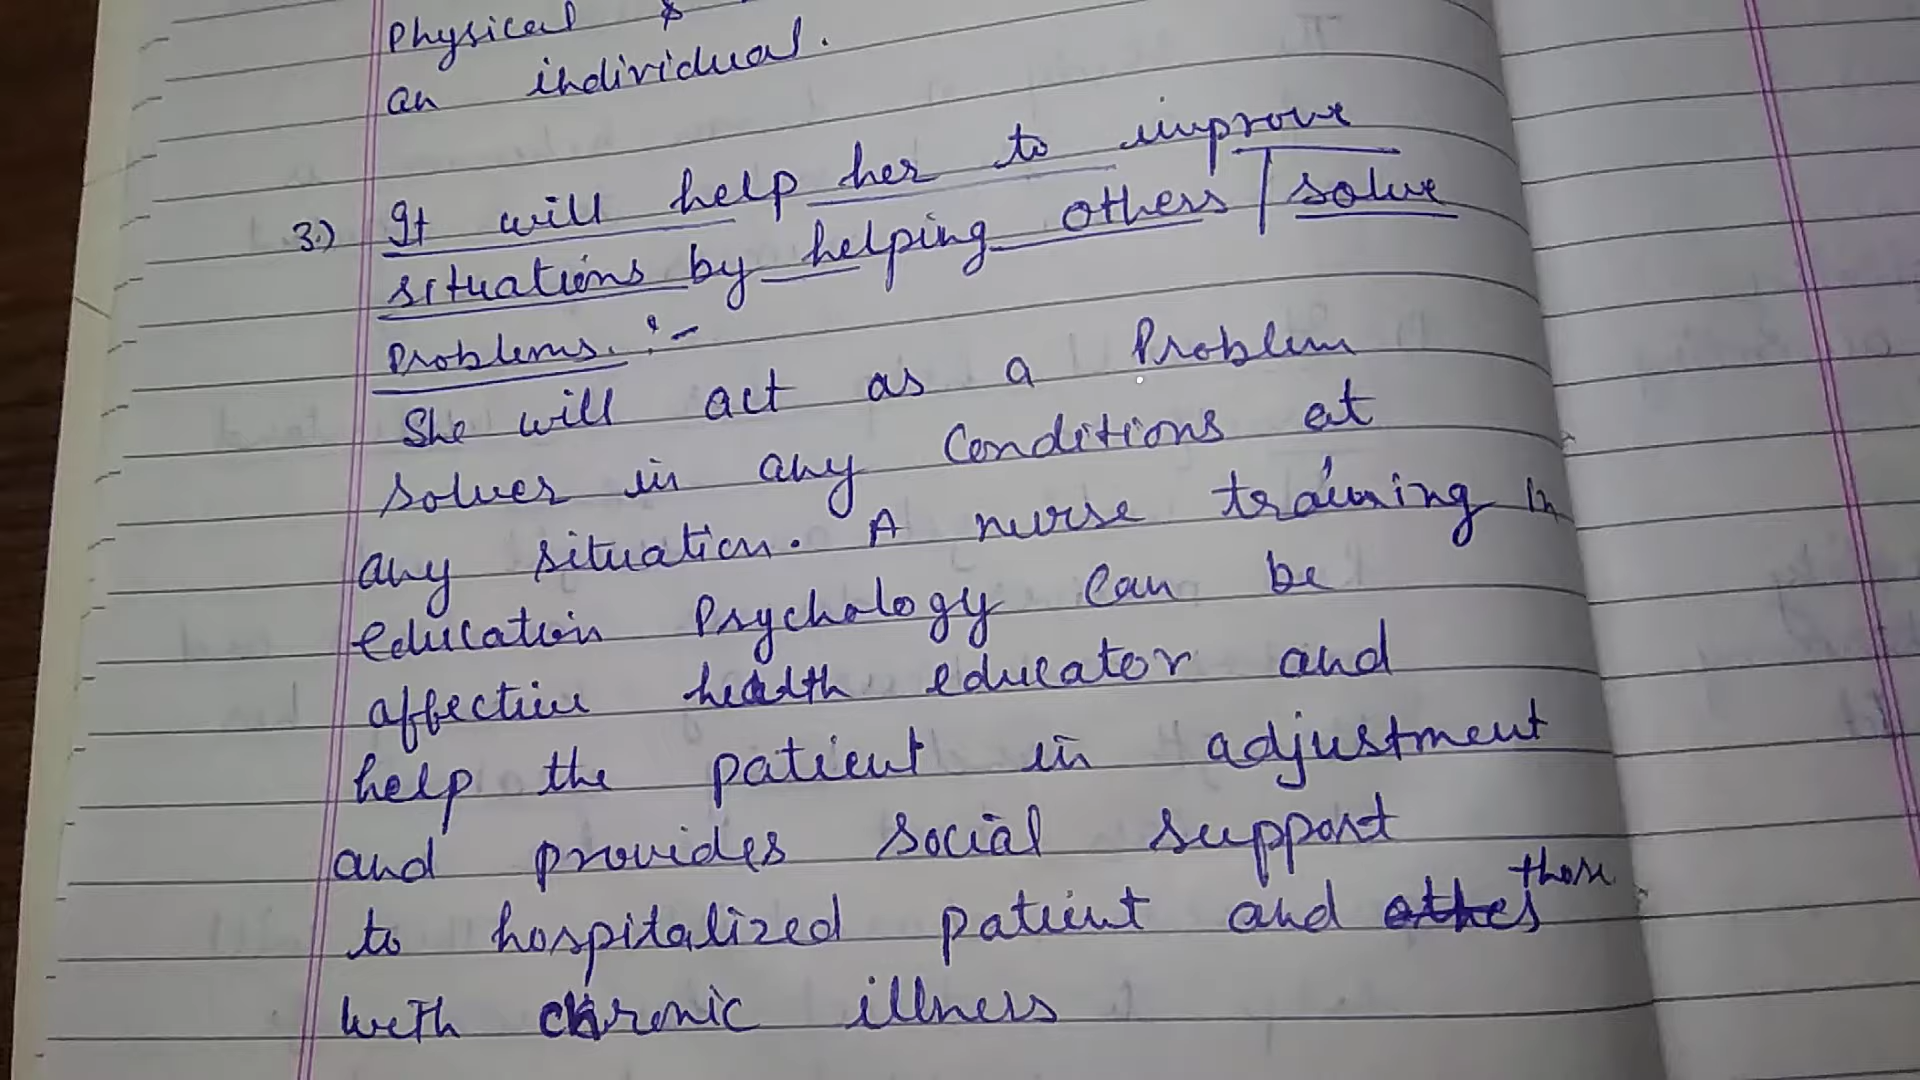 Physical &
an individual.
3.) It will help her to improve
situations by helping others / solve
Problems. :-
She will act as a Problem
solver in any Conditions at
any situation. A nurse training in
education Psychology Can be
affective health educator and
help the patient in adjustment
and provides social support
to hospitalized patient and those
with chronic illness